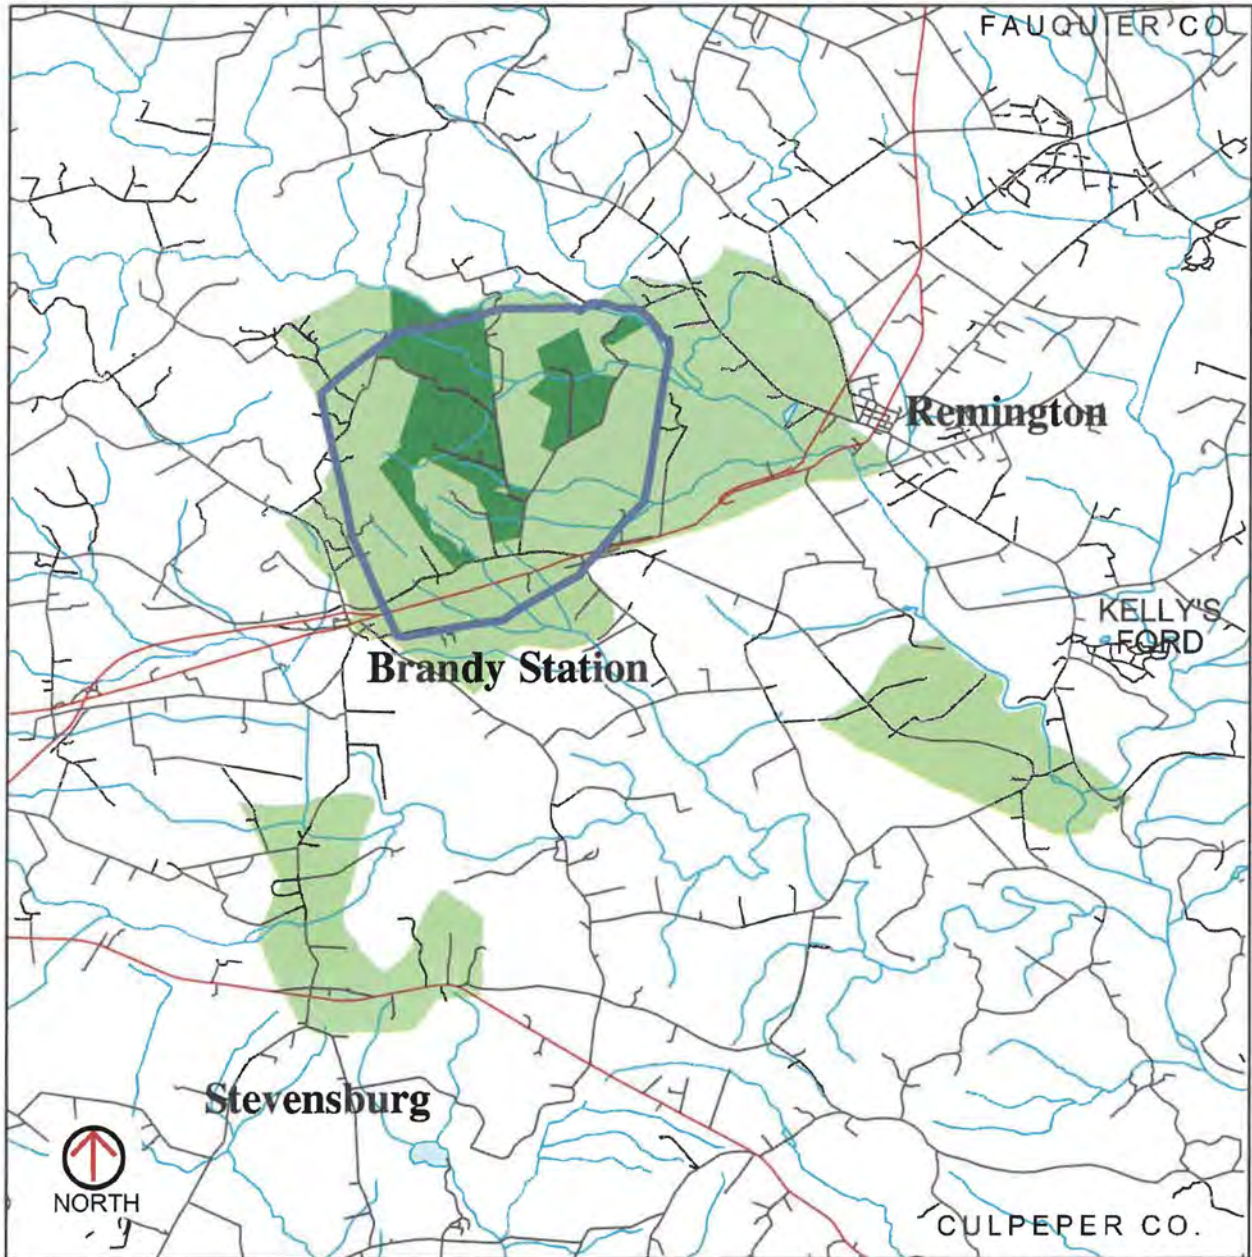 FAUQUIER CO.
Remington
KELLY'S
FORD
Brandy Station
Stevensburg
NORTH
CULPEPER CO.